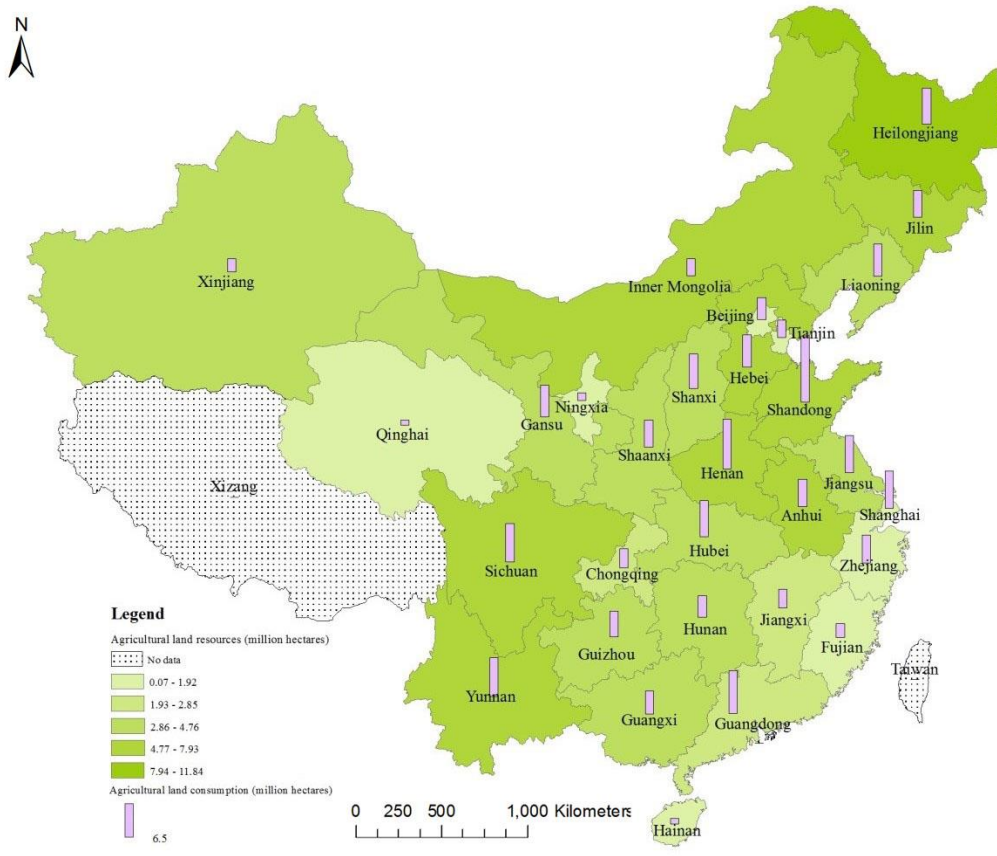 N
Heilongjiang
Jilin
Xinjiang
Inner Mongolia
Liaoning
Beijing
Tianjin
Hebei
Shanxi
Shandong
Ningxia
Gansu
Qinghai
Shaanxi
Henan
Xizang
Jiangsu
Anhui
Shanghai
Hubei
Sichuan
Chongqing
Zhejiang
Jiangxi
Hunan
Guizhou
Fujian
Taiwan
Yunnan
Guangxi
Guangdong
Hainan
Legend
Agricultural land resources (million hectares)
No data
0.07 - 1.92
1.93 - 2.85
2.86 - 4.76
4.77 - 7.93
7.94 - 11.84
Agricultural land consumption (million hectares)
6.5
0 250 500 1,000 Kilometers